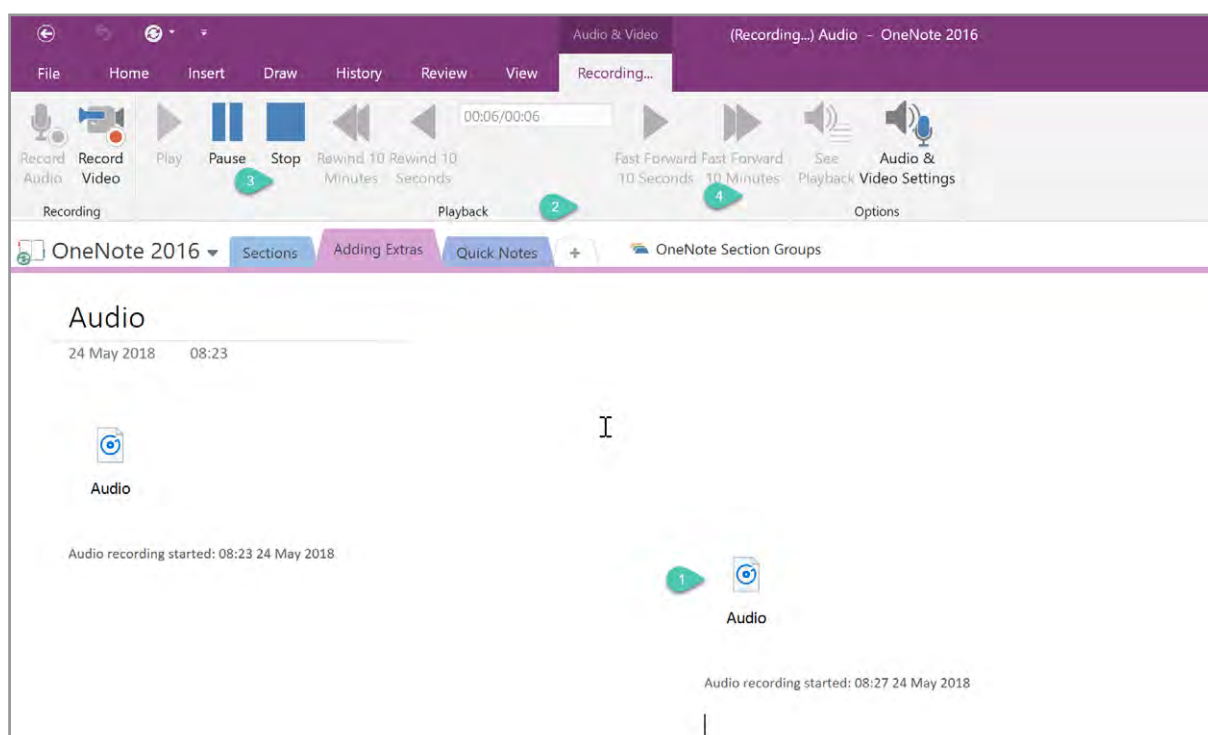 Audio & Video
(Recording...) Audio - OneNote 2016
File Home Insert Draw History Review View Recording...
00:06/00:06
Record Audio
Record Video
Play
Pause
Stop
Rewind 10 Minutes
Rewind 10 Seconds
Fast Forward 10 Seconds
Fast Forward 10 Minutes
See Playback
Audio & Video Settings
3
4
2
Recording Playback Options
OneNote 2016 Sections Adding Extras Quick Notes + OneNote Section Groups
Audio
24 May 2018 08:23
Audio
Audio recording started: 08:23 24 May 2018
1
Audio
Audio recording started: 08:27 24 May 2018